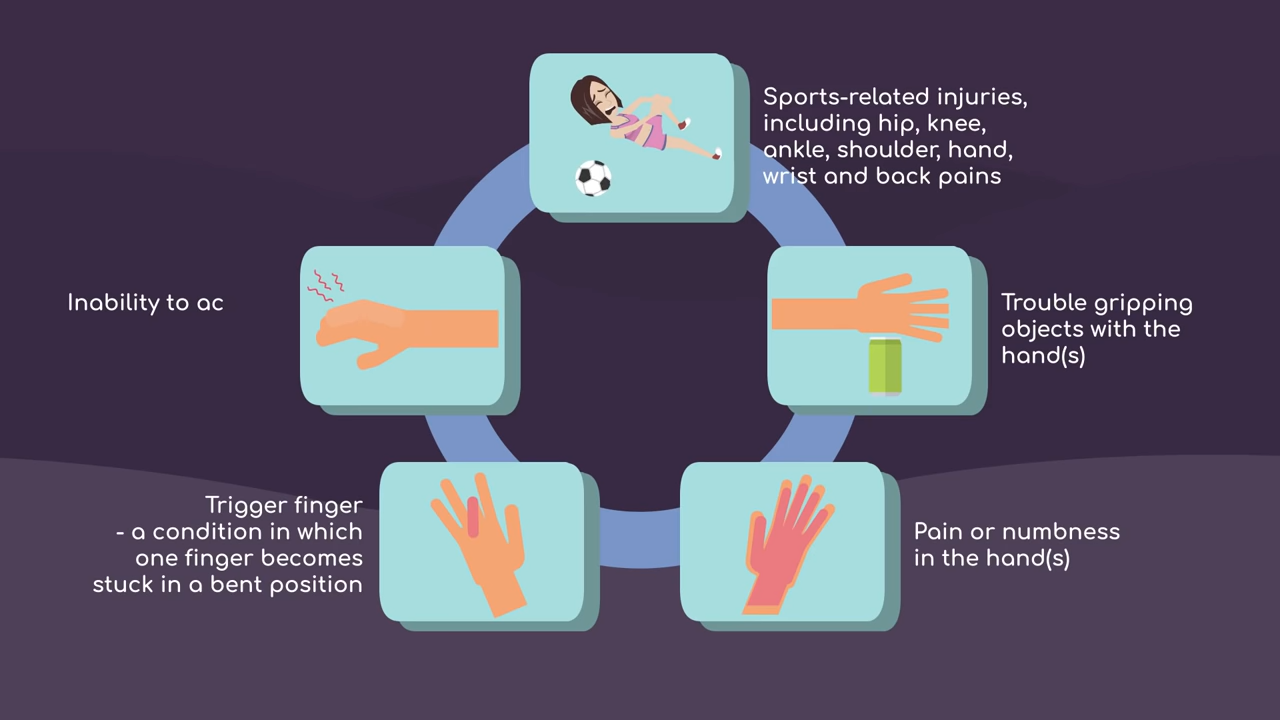 Sports-related injuries,
including hip, knee,
ankle, shoulder, hand,
wrist and back pains
Trouble gripping
objects with the
hand(s)
Pain or numbness
in the hand(s)
Trigger finger
- a condition in which
one finger becomes
stuck in a bent position
Inability to ac